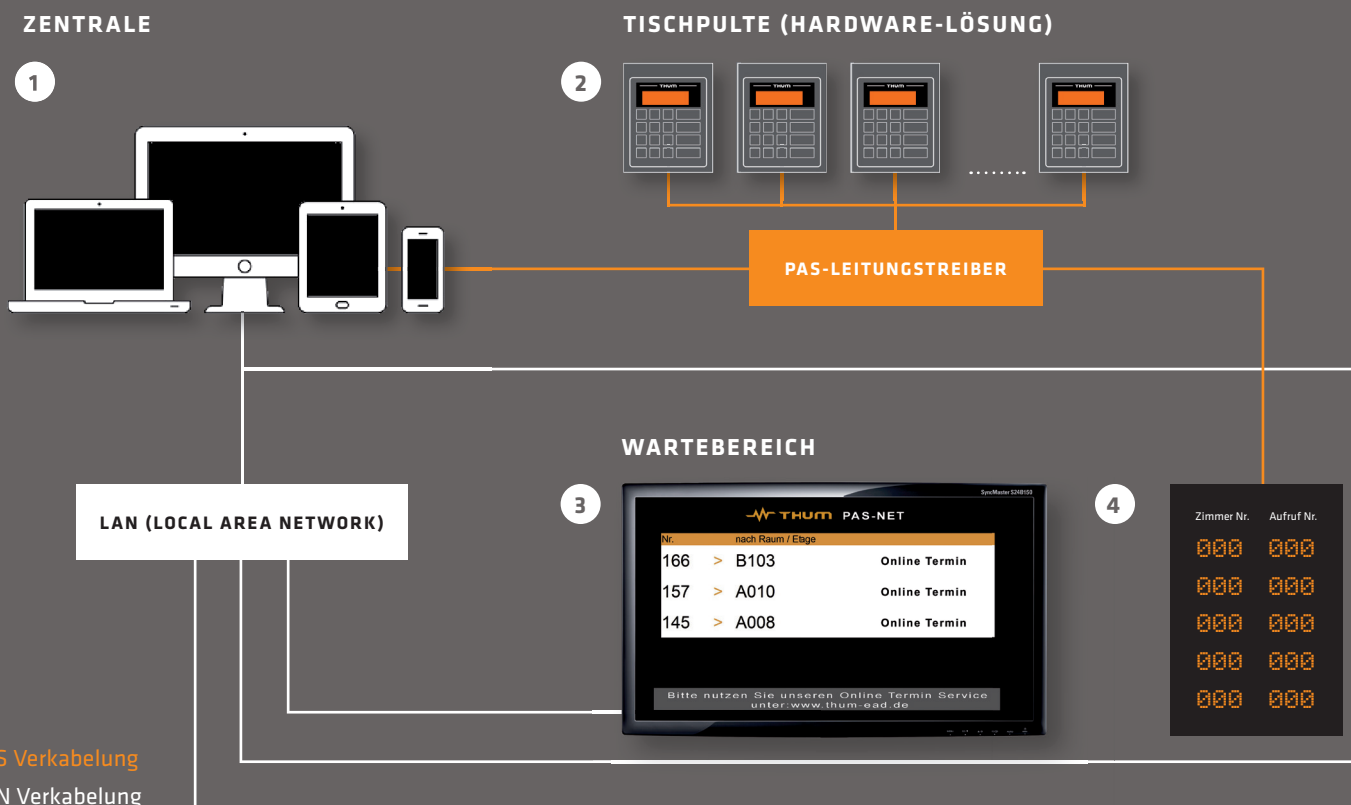 ZENTRALE
1
TISCHPULTE (HARDWARE-LÖSUNG)
2
THUM THUM THUM THUM
........
PAS-LEITUNGSTREIBER
LAN (LOCAL AREA NETWORK)
WARTEBEREICH
3
SyncMaster S24B150
THUM PAS-NET
Nr. nach Raum / Etage
166 > B103 Online Termin
157 > A010 Online Termin
145 > A008 Online Termin
Bitte nutzen Sie unseren Online Termin Service
unter:www.thum-ead.de
4
Zimmer Nr. Aufruf Nr.
000 000
000 000
000 000
000 000
000 000
S Verkabelung
N Verkabelung